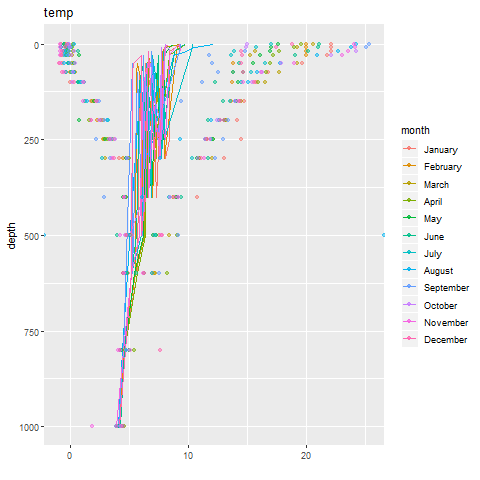 temp
0
250
500
750
1000
depth
0
10
20
month
January
February
March
April
May
June
July
August
September
October
November
December